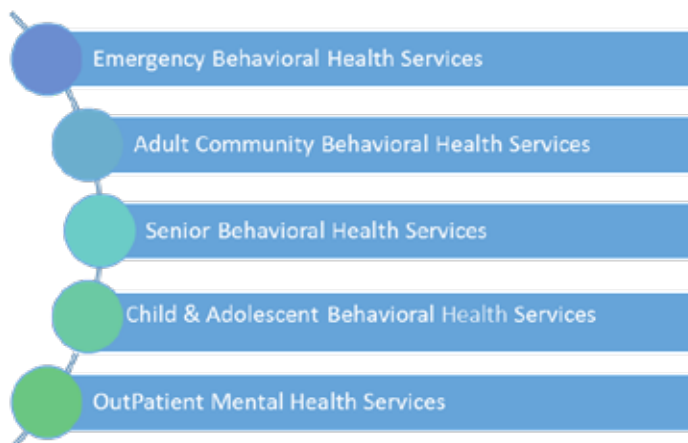 Emergency Behavioral Health Services
Adult Community Behavioral Health Services
Senior Behavioral Health Services
Child & Adolescent Behavioral Health Services
OutPatient Mental Health Services